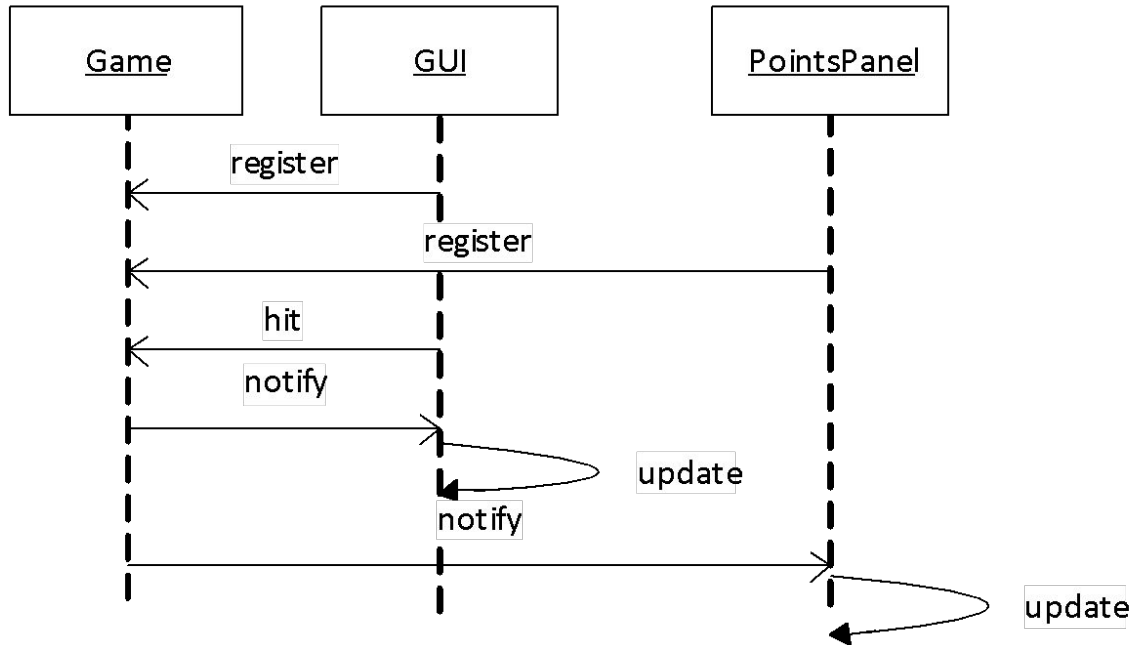 Game
GUI
PointsPanel
register
register
hit
notify
update
notify
update